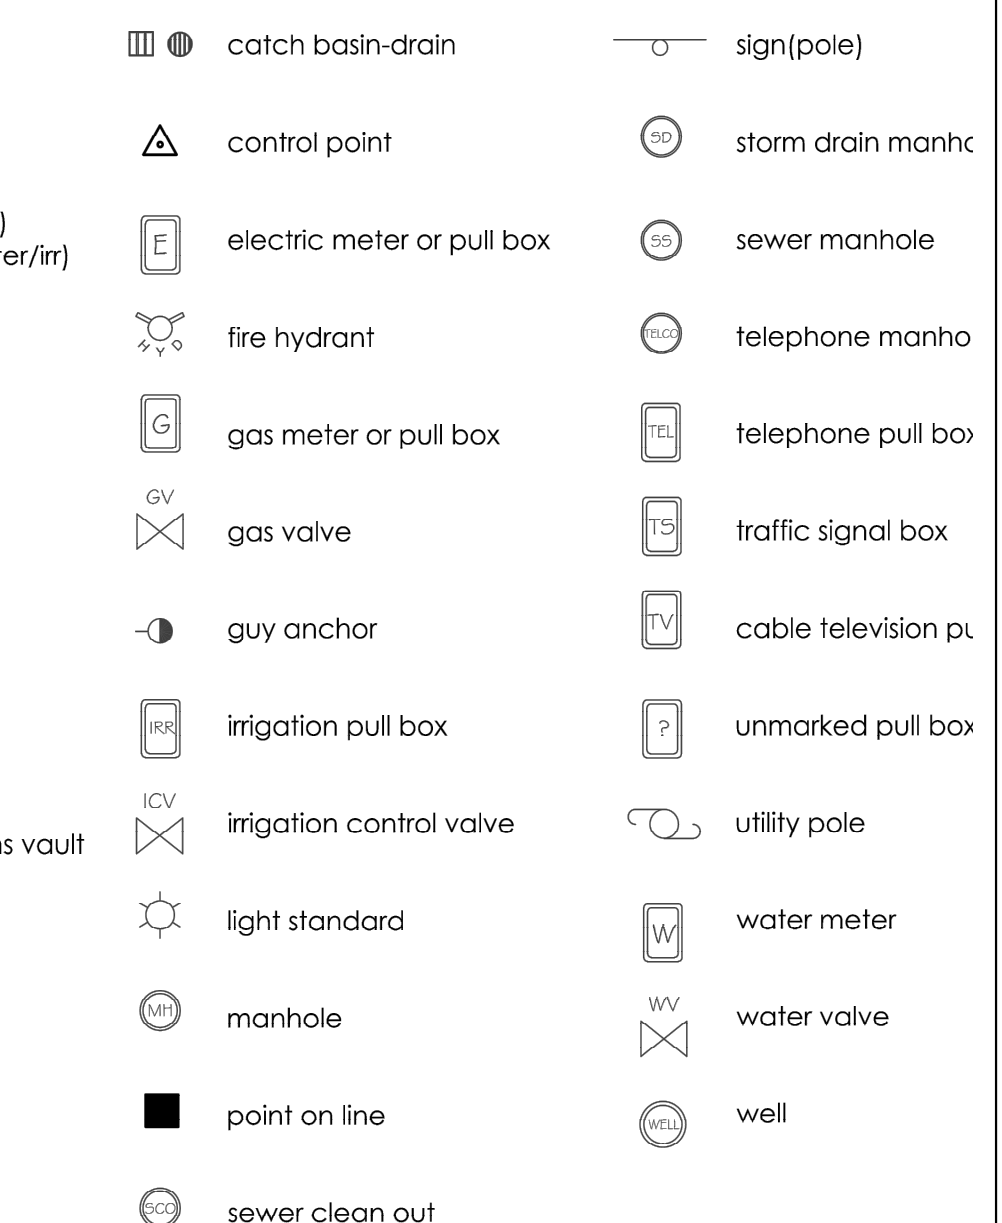 catch basin-drain
sign(pole)
control point
SD
storm drain manho
)
er/irr)
E
electric meter or pull box
SS
sewer manhole
HYD
fire hydrant
TELCO
telephone manho
G
gas meter or pull box
TEL
telephone pull box
GV
gas valve
TS
traffic signal box
guy anchor
TV
cable television pu
IRR
irrigation pull box
?
unmarked pull box
ICV
irrigation control valve
utility pole
s vault
light standard
W
water meter
MH
manhole
WV
water valve
point on line
WELL
well
SCO
sewer clean out